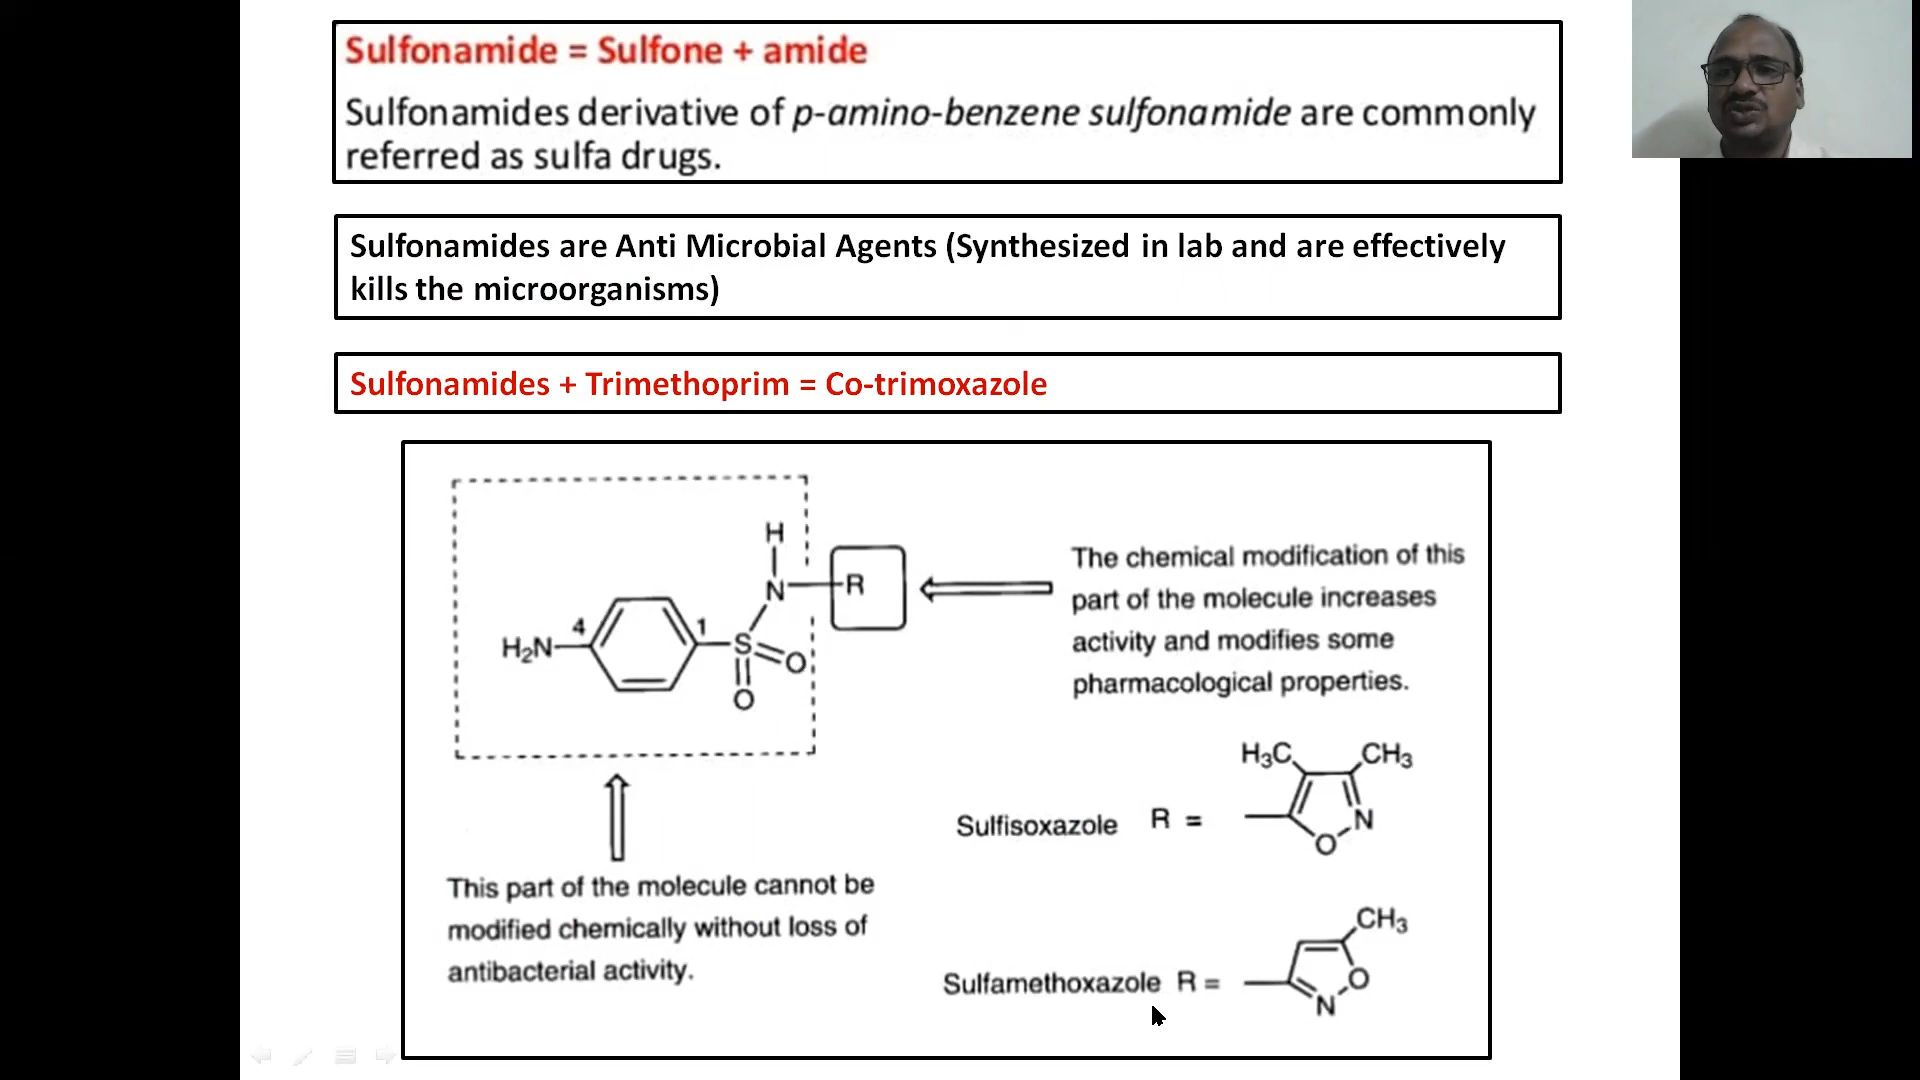 Sulfonamide = Sulfone + amide
Sulfonamides derivative of p-amino-benzene sulfonamide are commonly
referred as sulfa drugs.
Sulfonamides are Anti Microbial Agents (Synthesized in lab and are effectively
kills the microorganisms)
Sulfonamides + Trimethoprim = Co-trimoxazole
H
N
R
4
1
H₂N
S
O
O
The chemical modification of this
part of the molecule increases
activity and modifies some
pharmacological properties.
This part of the molecule cannot be
modified chemically without loss of
antibacterial activity.
H₃C
CH₃
Sulfisoxazole R =
N
O
CH₃
Sulfamethoxazole R =
O
N